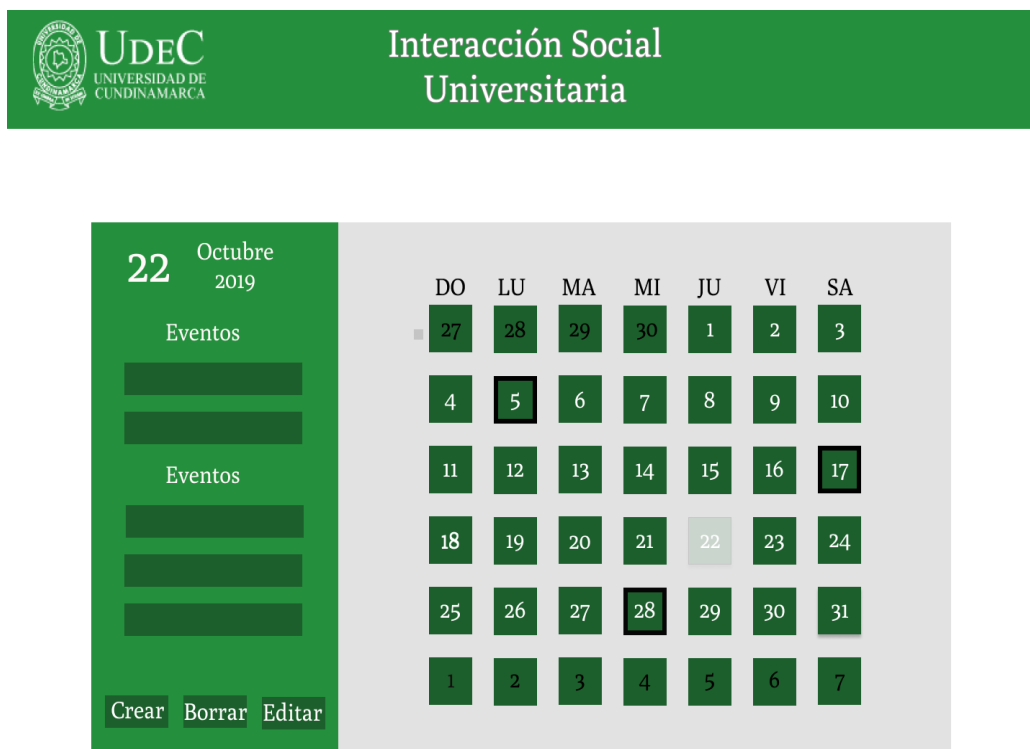 UDEC
UNIVERSIDAD DE
CUNDINAMARCA
Interacción Social
Universitaria
22
Octubre
2019
Eventos
Eventos
Crear Borrar Editar
DO LU MA MI JU VI SA
27 28 29 30 1 2 3
4 5 6 7 8 9 10
11 12 13 14 15 16 17
18 19 20 21 22 23 24
25 26 27 28 29 30 31
1 2 3 4 5 6 7